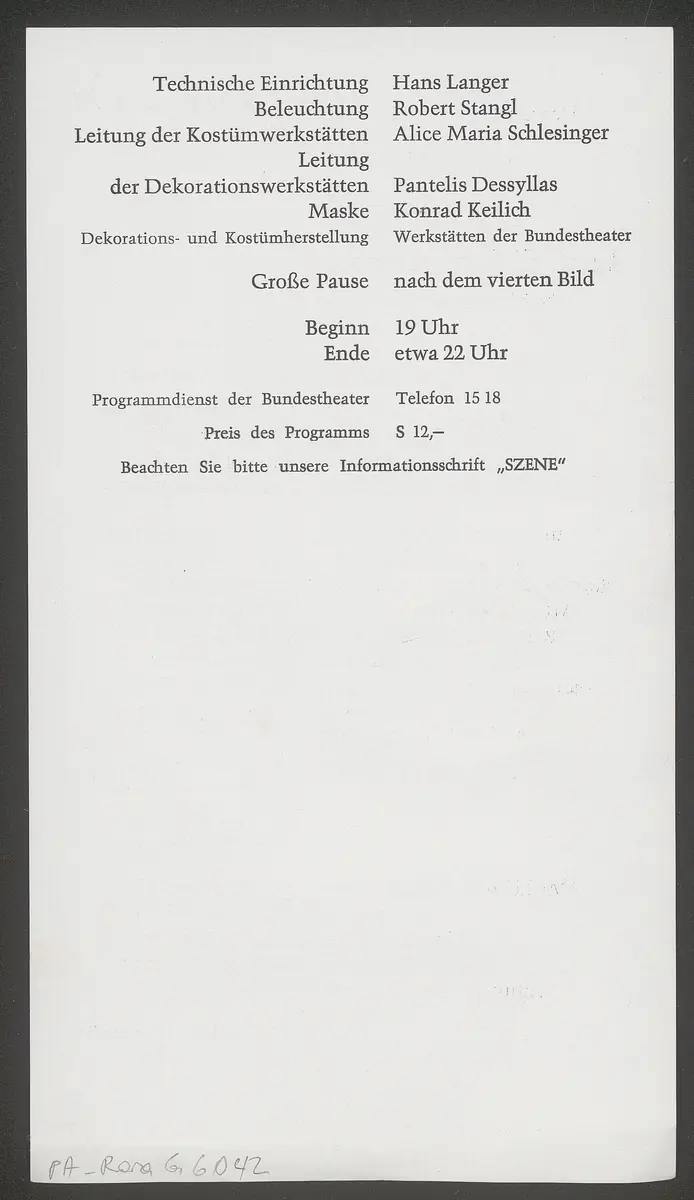 Technische Einrichtung Hans Langer
Beleuchtung Robert Stangl
Leitung der Kostümwerkstätten Alice Maria Schlesinger
Leitung
der Dekorationswerkstätten Pantelis Dessyllas
Maske Konrad Keilich
Dekorations- und Kostümherstellung Werkstätten der Bundestheater
Große Pause nach dem vierten Bild
Beginn 19 Uhr
Ende etwa 22 Uhr
Programmdienst der Bundestheater Telefon 15 18
Preis des Programms S 12,—
Beachten Sie bitte unsere Informationsschrift „SZENE"
PA - Rara G 6042